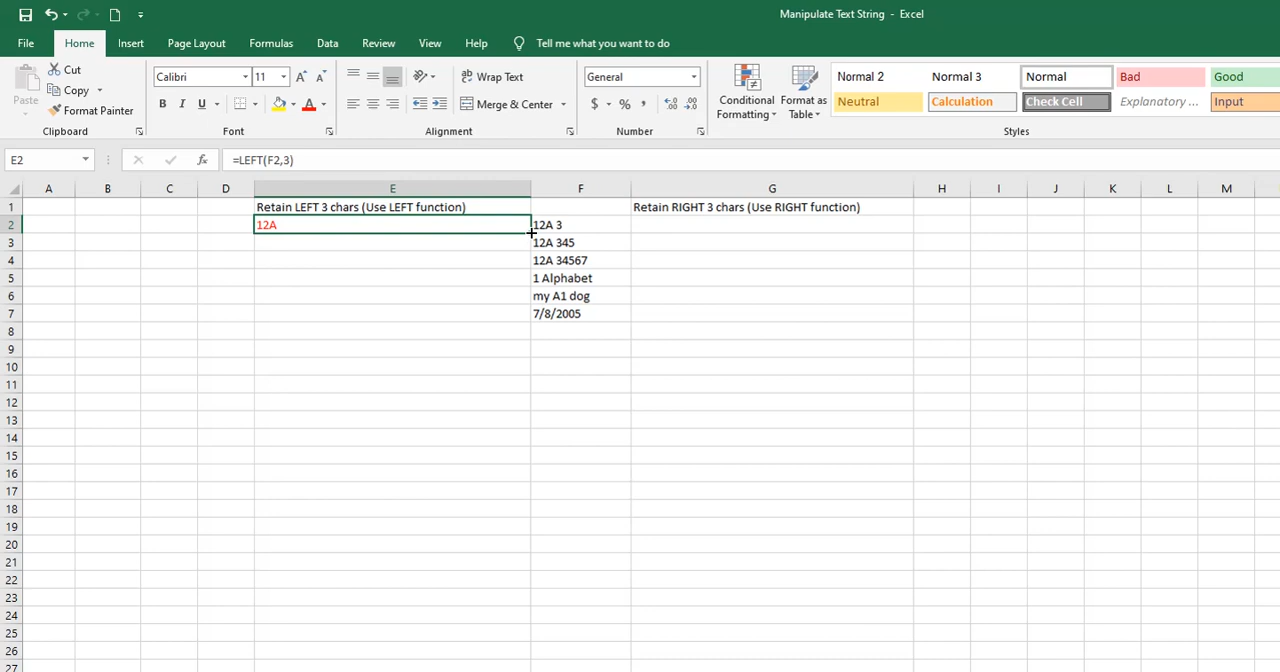 Manipulate Text String - Excel
File Home Insert Page Layout Formulas Data Review View Help Tell me what you want to do
Paste Cut Copy Format Painter
Clipboard
Calibri 11
B I U A
Font
Wrap Text
Merge & Center
Alignment
General
$ % ,
Number
Conditional Formatting
Format as Table
Normal 2 Normal 3 Normal Bad Good
Neutral Calculation Check Cell Explanatory ... Input
Styles
E2 fx =LEFT(F2,3)
A B C D E F G H I J K L M
1 Retain LEFT 3 chars (Use LEFT function) Retain RIGHT 3 chars (Use RIGHT function)
2 12A 12A 3
3 12A 345
4 12A 34567
5 1 Alphabet
6 my A1 dog
7 7/8/2005
8
9
10
11
12
13
14
15
16
17
18
19
20
21
22
23
24
25
26
27